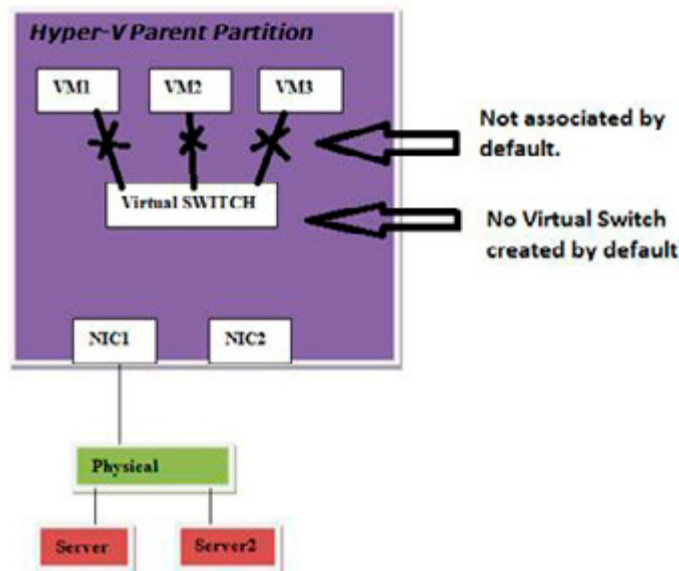 Hyper-V Parent Partition
VM1
VM2
VM3
Not associated by
default.
Virtual SWITCH
No Virtual Switch
created by default
NIC1
NIC2
Physical
Server
Server2